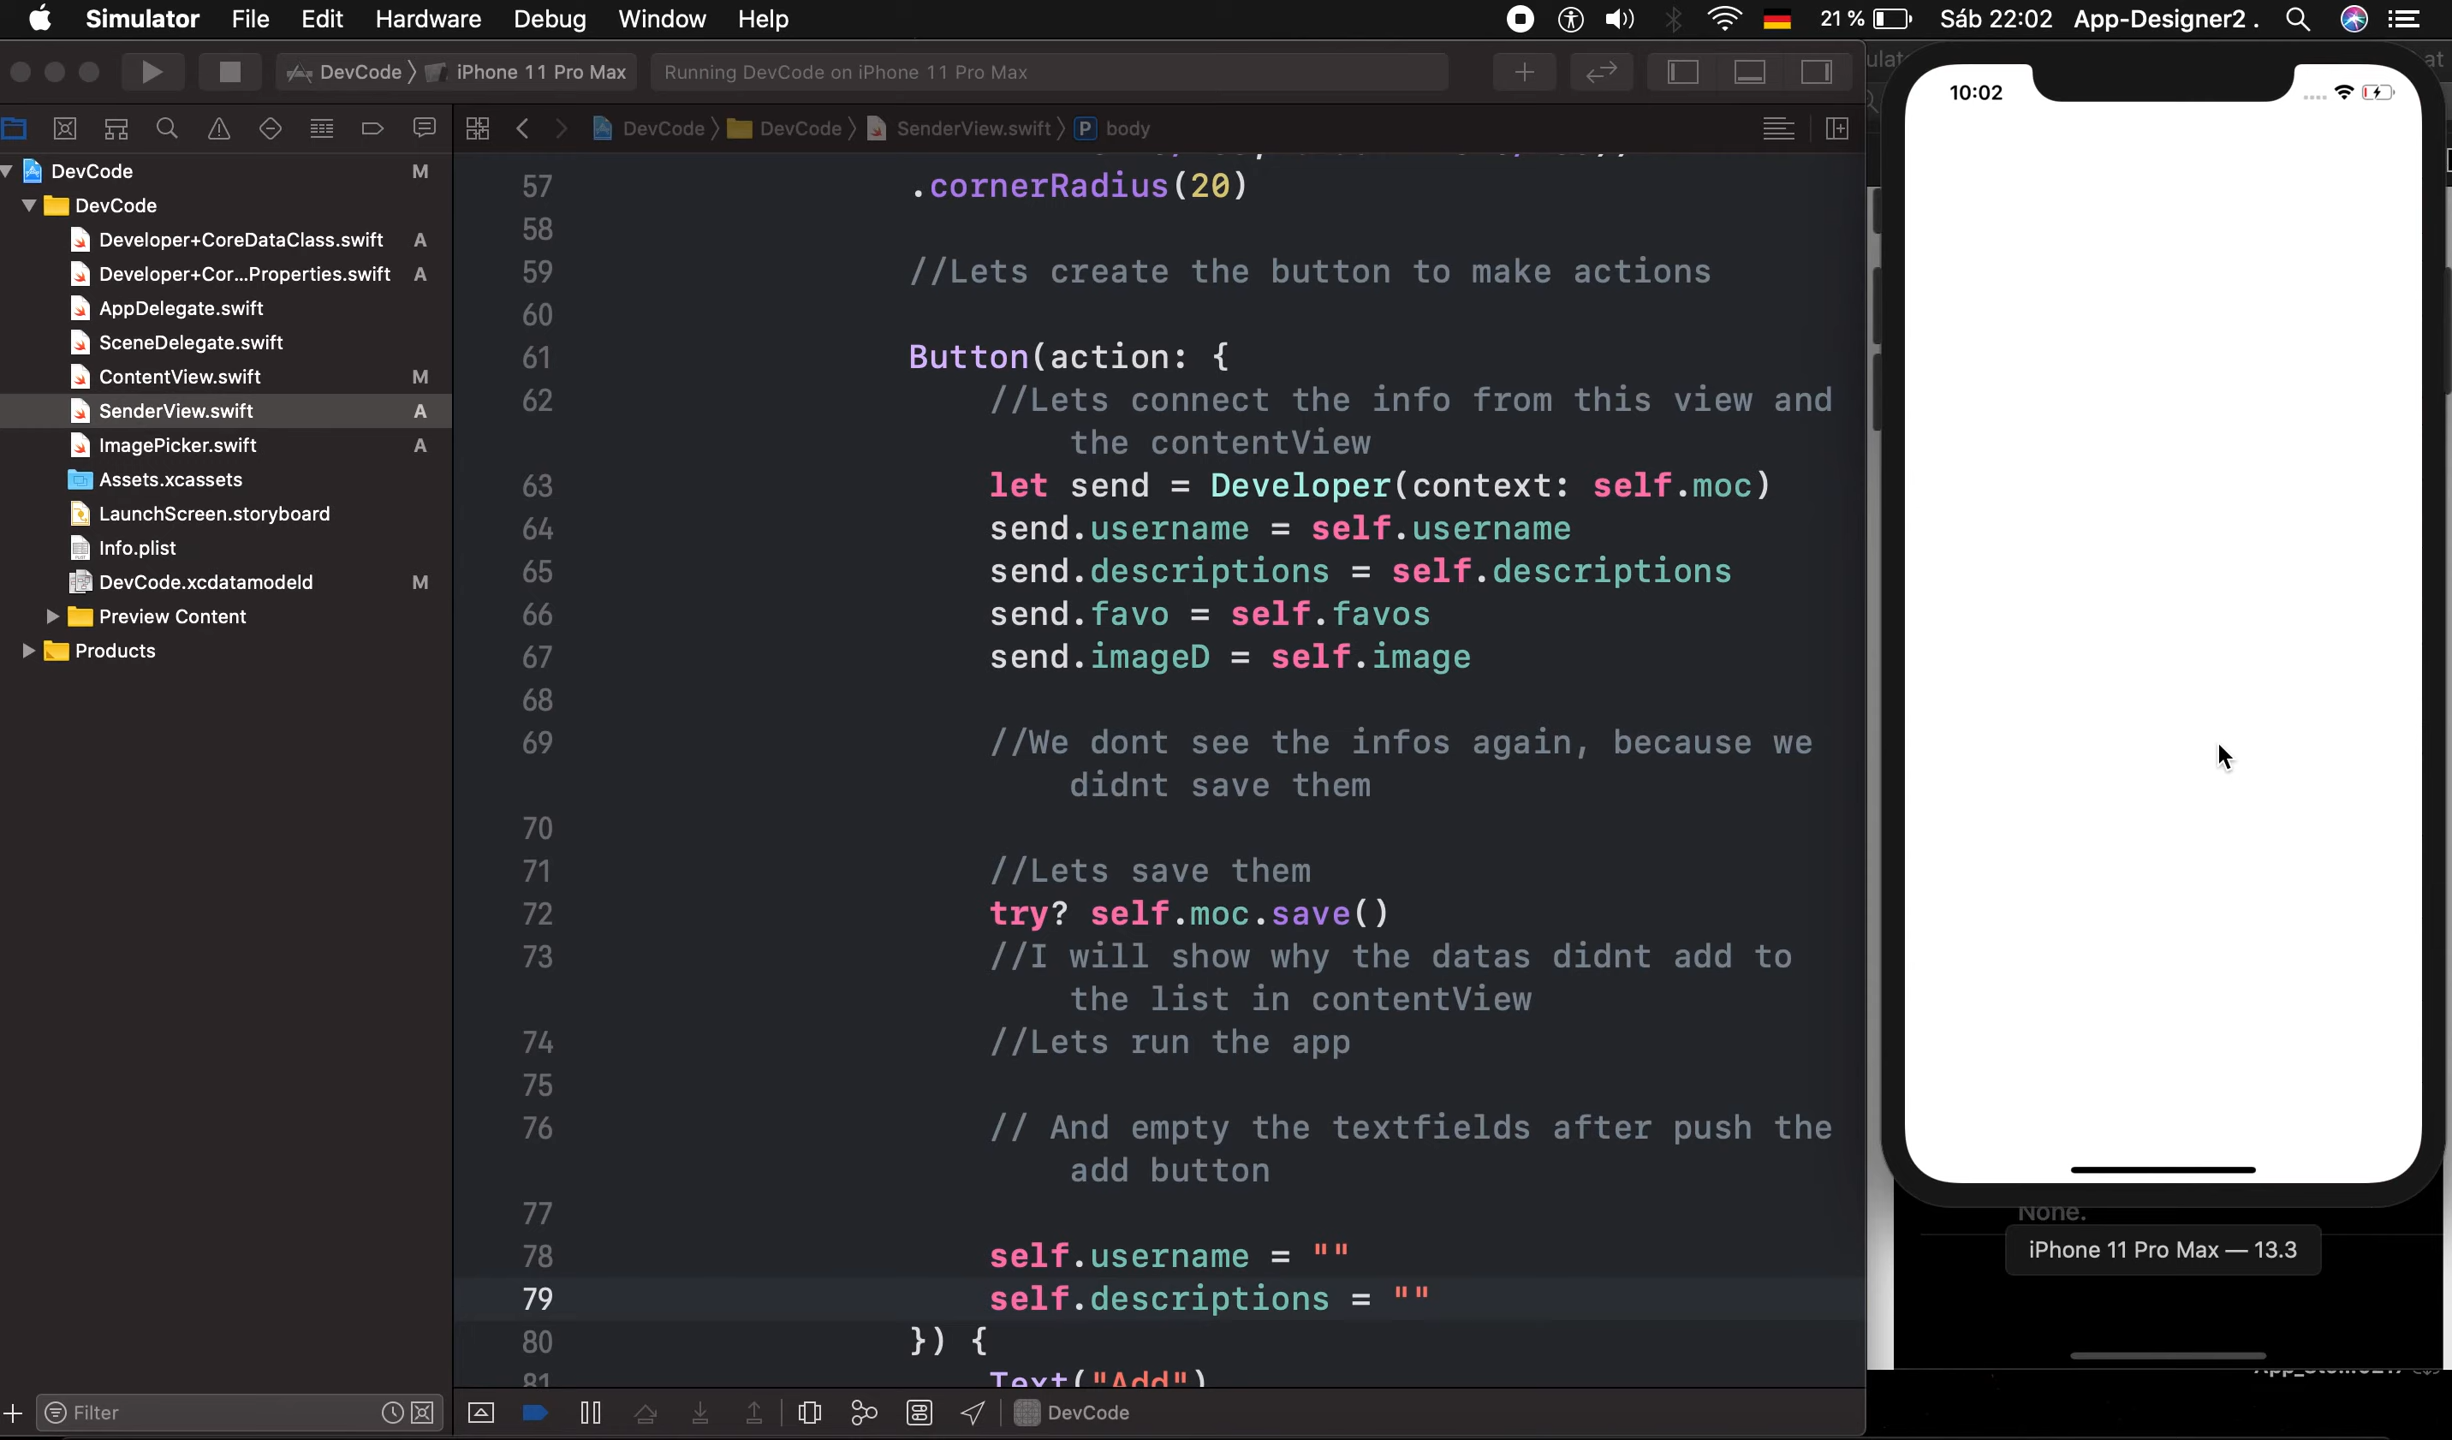 Simulator File Edit Hardware Debug Window Help 21 % Sáb 22:02 App-Designer2 .
DevCode iPhone 11 Pro Max Running DevCode on iPhone 11 Pro Max
DevCode DevCode SenderView.swift P body
DevCode M
DevCode
Developer+CoreDataClass.swift A
Developer+Cor...Properties.swift A
AppDelegate.swift
SceneDelegate.swift
ContentView.swift M
SenderView.swift A
ImagePicker.swift A
Assets.xcassets
LaunchScreen.storyboard
Info.plist
DevCode.xcdatamodeld M
Preview Content
Products
Filter
57 .cornerRadius(20)
58
59 //Lets create the button to make actions
60
61 Button(action: {
62 //Lets connect the info from this view and
the contentView
63 let send = Developer(context: self.moc)
64 send.username = self.username
65 send.descriptions = self.descriptions
66 send.favo = self.favos
67 send.imageD = self.image
68
69 //We dont see the infos again, because we
didnt save them
70
71 //Lets save them
72 try? self.moc.save()
73 //I will show why the datas didnt add to
the list in contentView
74 //Lets run the app
75
76 // And empty the textfields after push the
add button
77
78 self.username = ""
79 self.descriptions = ""
80 }) {
81 Text("Add")
DevCode
10:02
None.
iPhone 11 Pro Max — 13.3